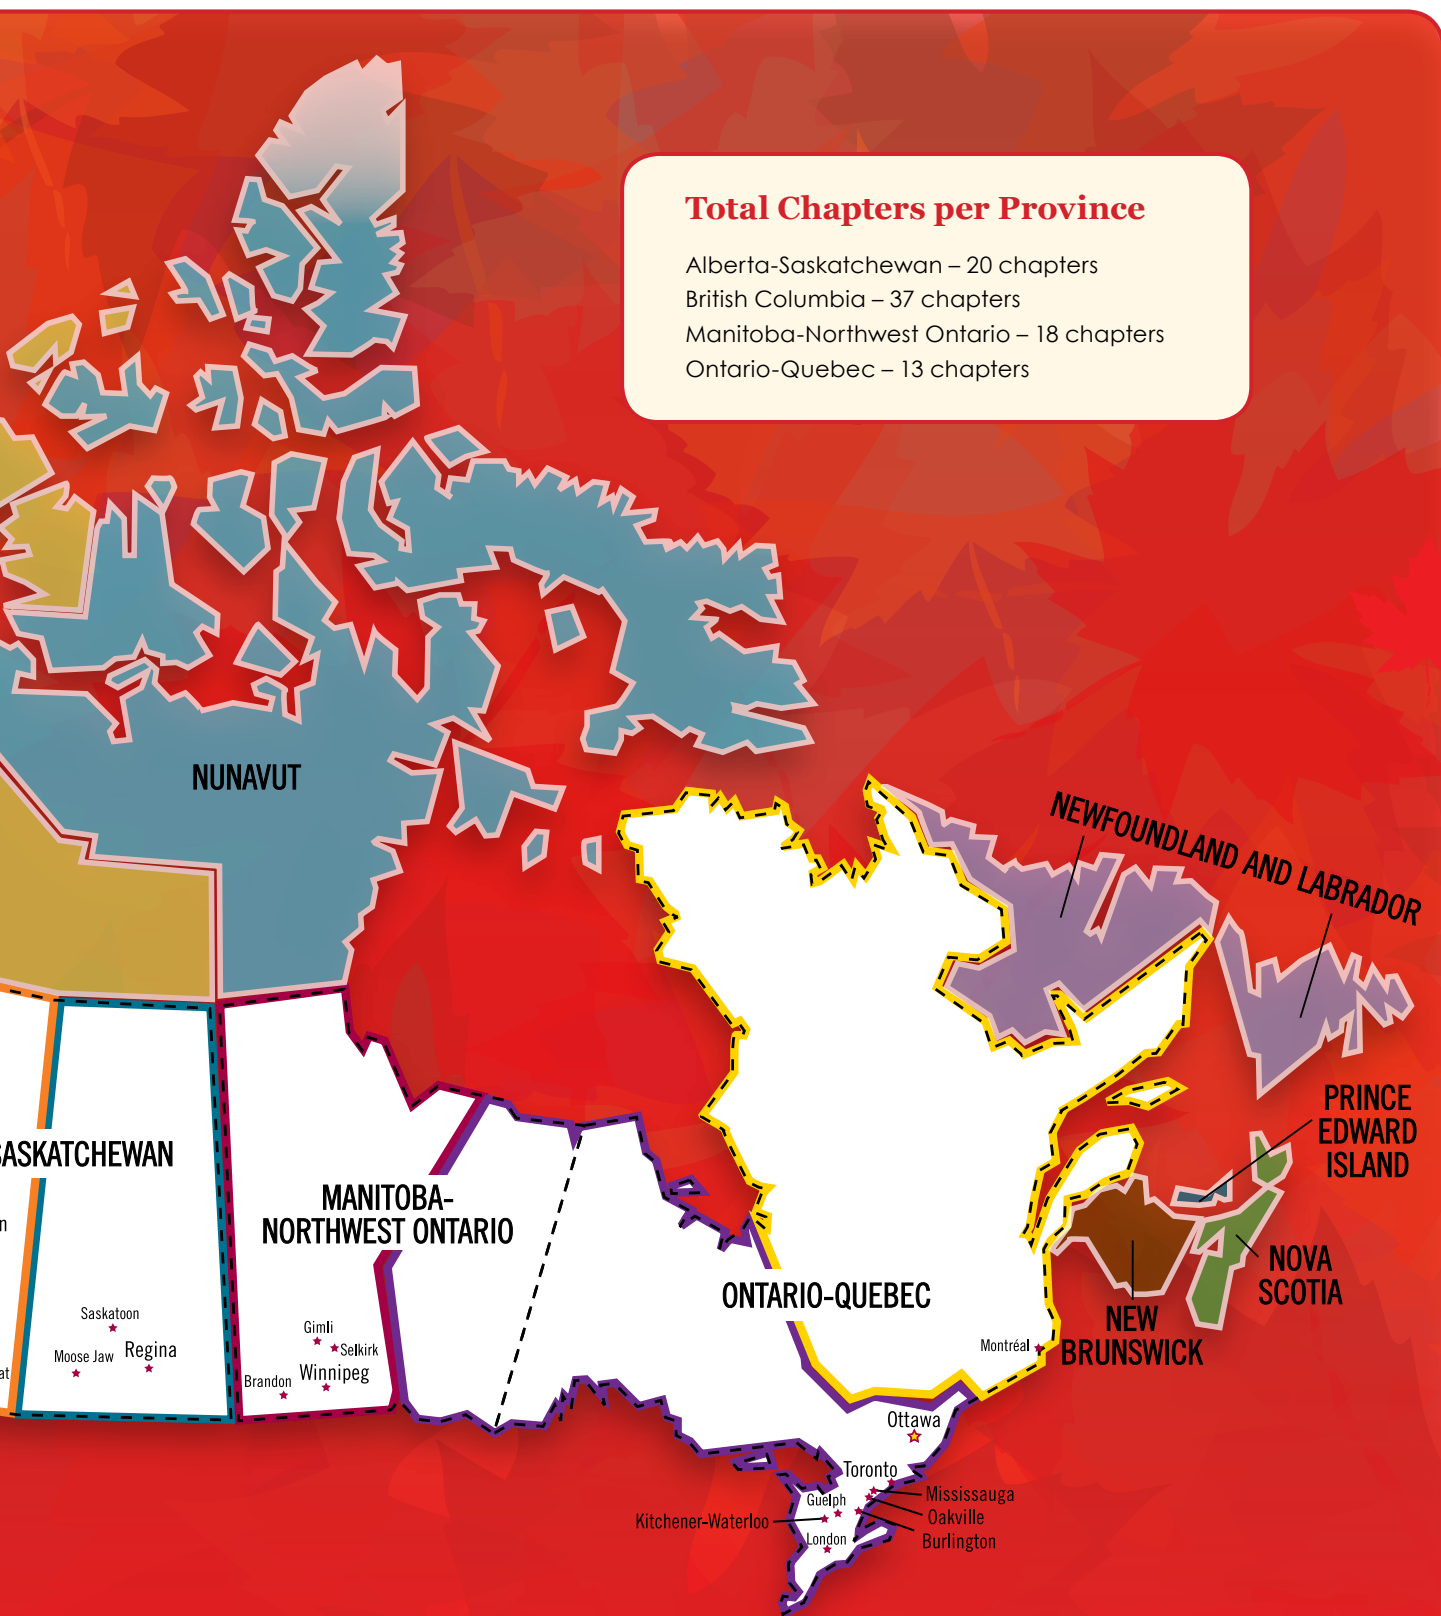 Total Chapters per Province
Alberta-Saskatchewan – 20 chapters
British Columbia – 37 chapters
Manitoba-Northwest Ontario – 18 chapters
Ontario-Quebec – 13 chapters
NUNAVUT
NEWFOUNDLAND AND LABRADOR
PRINCE
EDWARD
ISLAND
NOVA
SCOTIA
NEW
BRUNSWICK
SASKATCHEWAN
MANITOBA-
NORTHWEST ONTARIO
ONTARIO-QUEBEC
Saskatoon
Moose Jaw
Regina
Gimli
Selkirk
Winnipeg
Brandon
Montréal
Ottawa
Toronto
Mississauga
Oakville
Burlington
Guelph
Kitchener-Waterloo
London